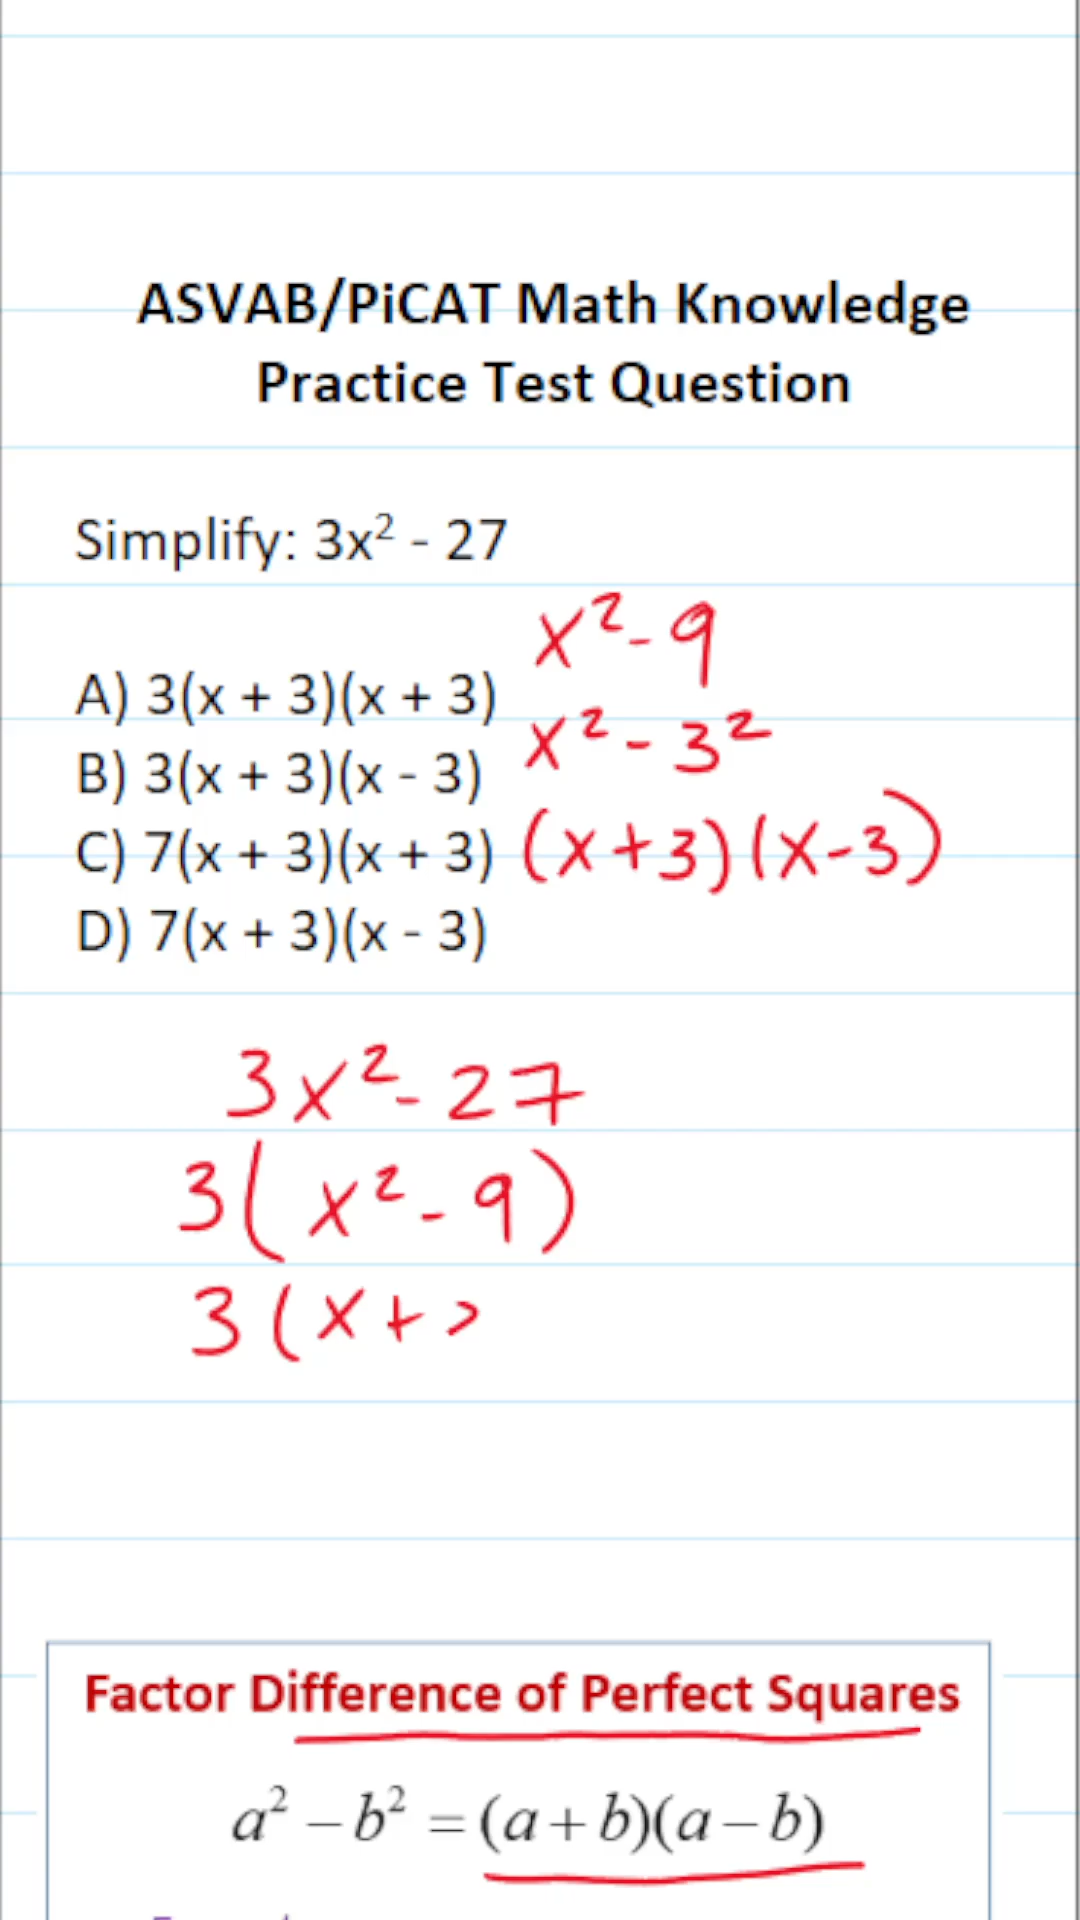 ASVAB/PiCAT Math Knowledge
Practice Test Question
Simplify: 3x² - 27
x² - 9
A) 3(x + 3)(x + 3)
x² - 3²
B) 3(x + 3)(x - 3)
C) 7(x + 3)(x + 3)
(x+3)(x-3)
D) 7(x + 3)(x - 3)
3x² - 27
3(x² - 9)
3(x+
Factor Difference of Perfect Squares
a² – b² = (a + b)(a – b)